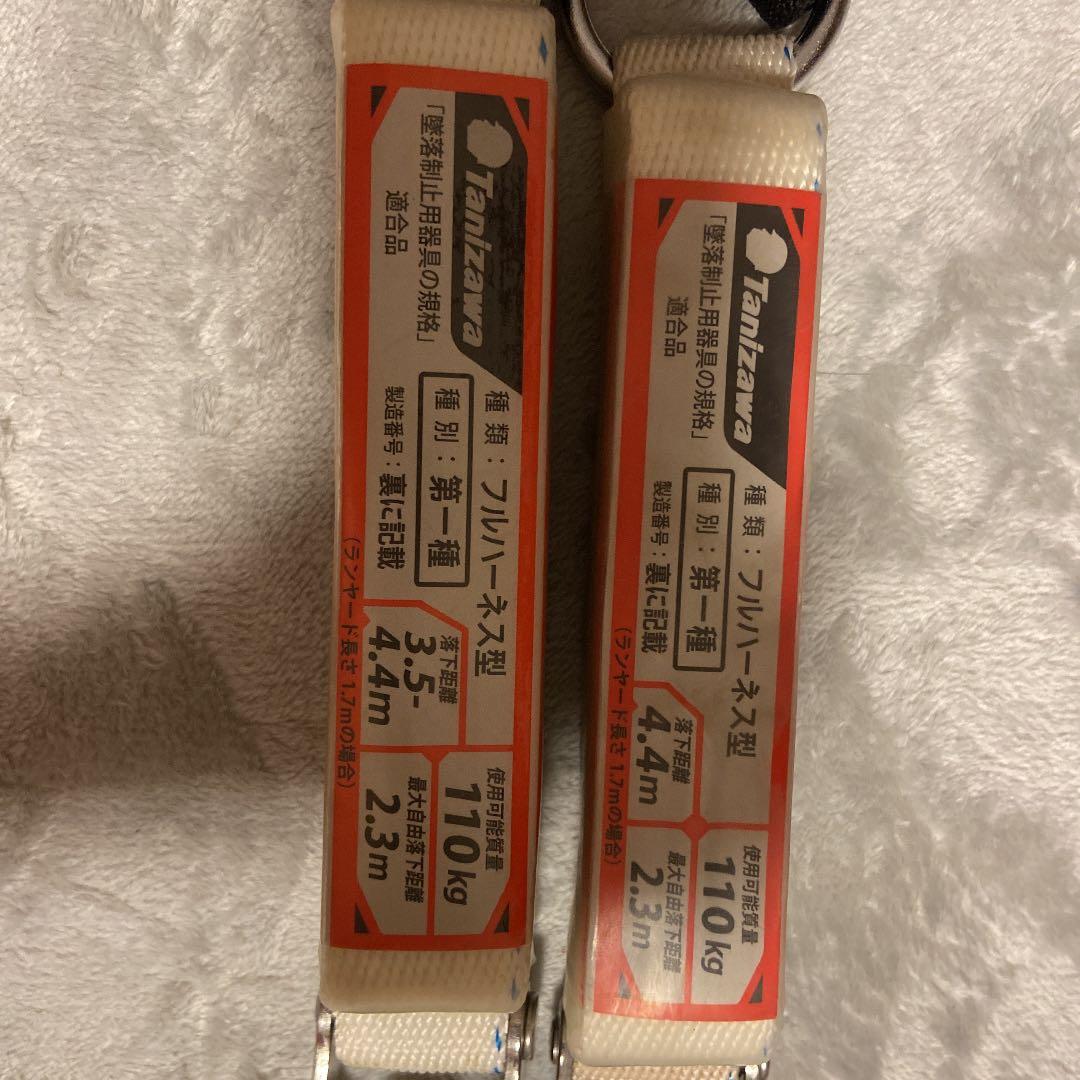 Tanizawa
「墜落制止用器具の規格」
適合品
種類：フルハーネス型
種別：第一種
製造番号：裏に記載
落下距離
3.5-
4.4m
使用可能質量
110kg
最大自由落下距離
2.3m
（ランヤード長さ1.7mの場合）
Tanizawa
「墜落制止用器具の規格」
適合品
種類：フルハーネス型
種別：第一種
製造番号：裏に記載
落下距離
4.4m
使用可能質量
110kg
最大自由落下距離
2.3m
（ランヤード長さ1.7mの場合）